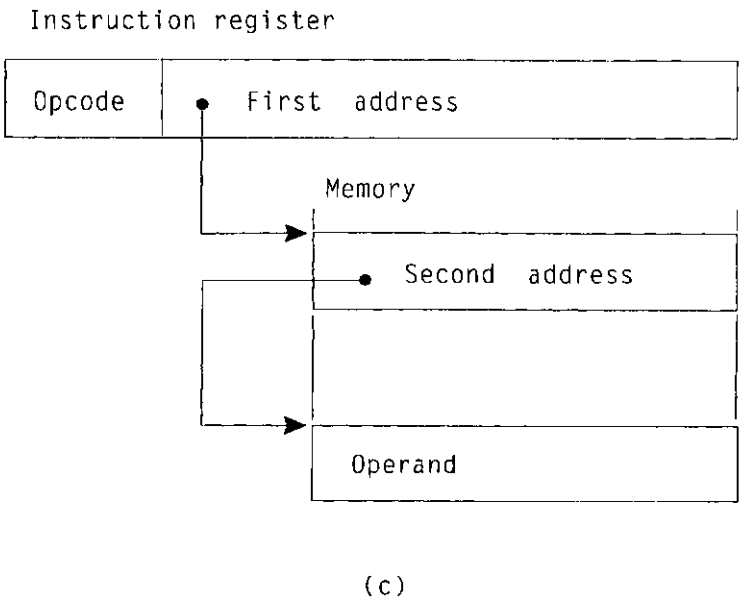 Instruction register
Opcode First address
Memory
Second address
Operand
(c)